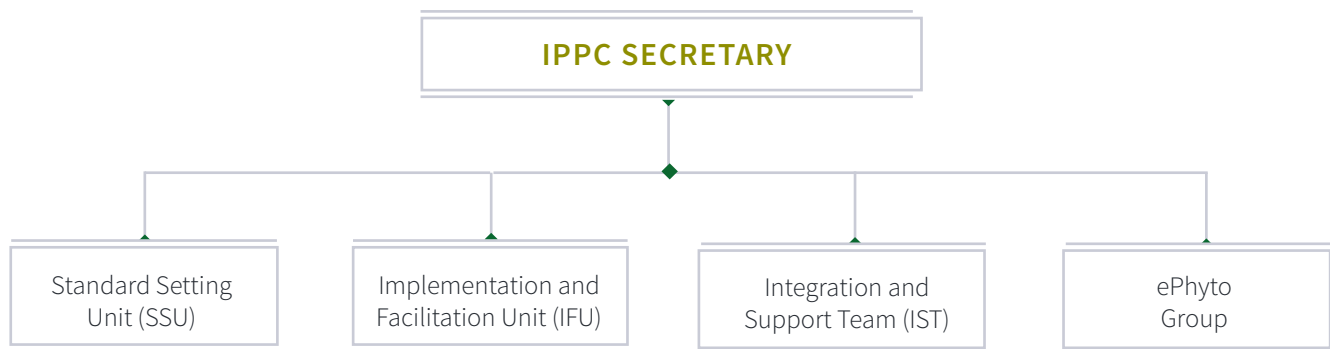 IPPC SECRETARY
Standard Setting
Unit (SSU)
Implementation and
Facilitation Unit (IFU)
Integration and
Support Team (IST)
ePhyto
Group